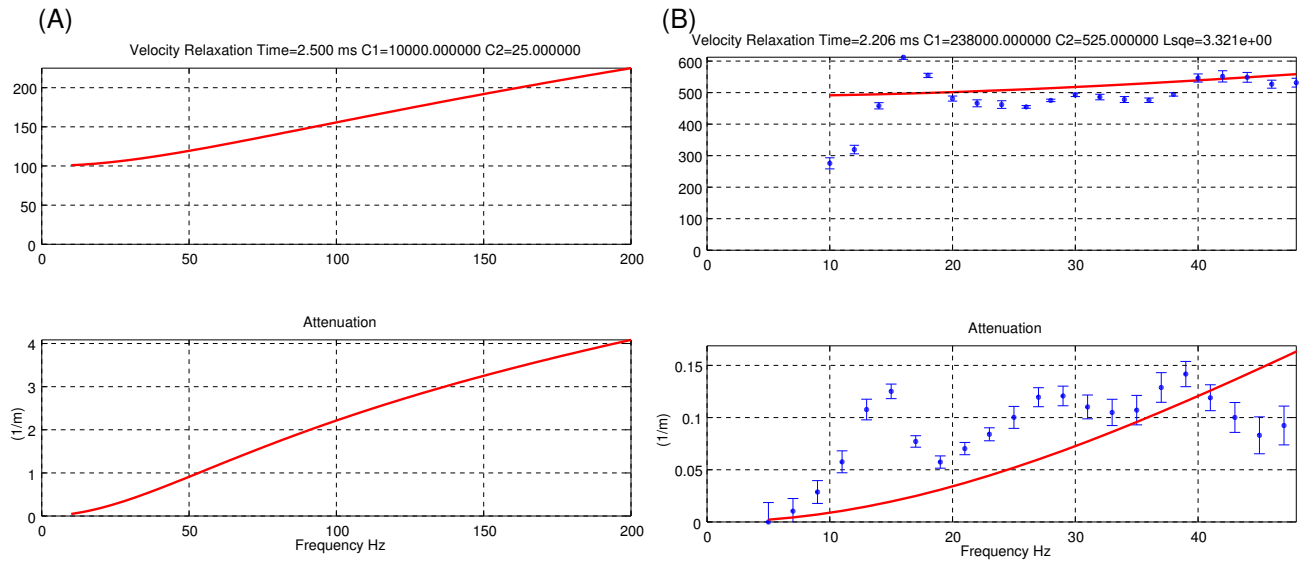 (A)
Velocity Relaxation Time=2.500 ms C1=10000.000000 C2=25.000000
200
150
100
50
0
0 50 100 150 200
Attenuation
4
3
2
1
0
(1/m)
0 50 100 150 200
Frequency Hz
(B)
Velocity Relaxation Time=2.206 ms C1=238000.000000 C2=525.000000 Lsqe=3.321e+00
600
500
400
300
200
100
0
0 10 20 30 40
Attenuation
0.15
0.1
0.05
0
(1/m)
0 10 20 30 40
Frequency Hz